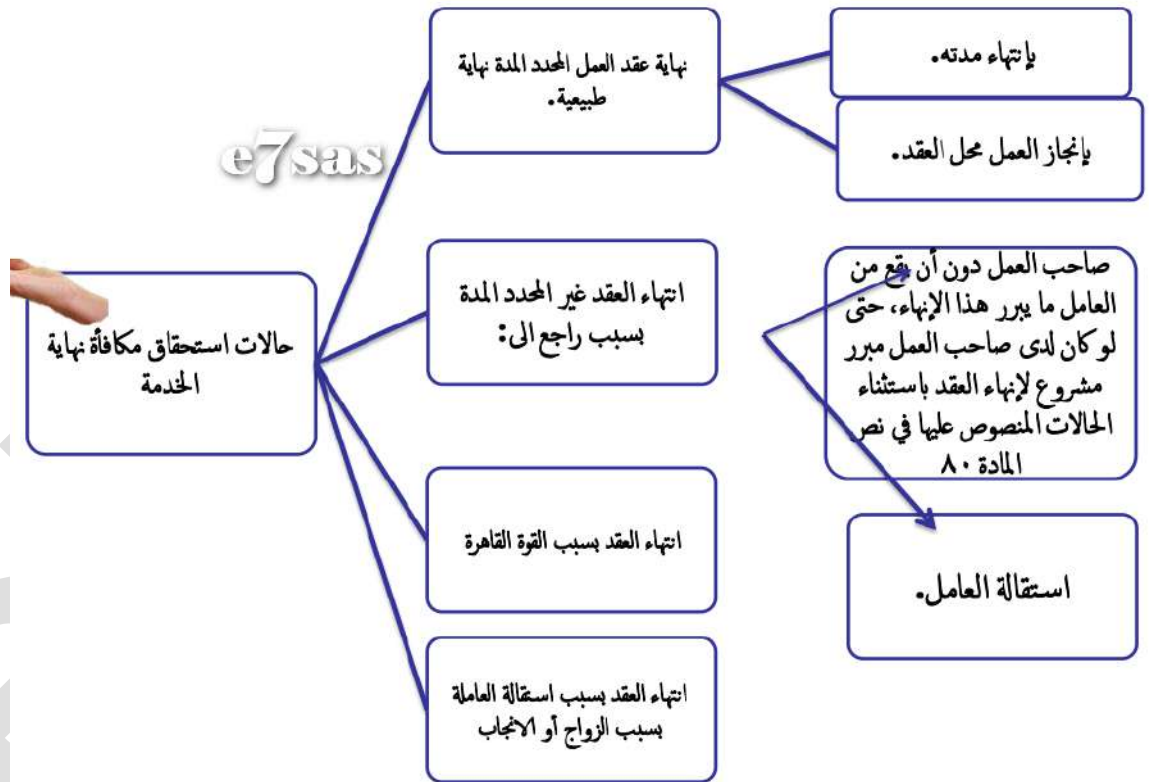 حالات استحقاق مكافأة نهاية
الخدمة
نهاية عقد العمل المحدد المدة نهاية
طبيعية.
بإنتهاء مدته.
بإنجاز العمل محل العقد.
e7sas
انتهاء العقد غير المحدد المدة
بسبب راجع الى:
صاحب العمل دون أن يقع من
العامل ما يبرر هذا الإنهاء، حتى
لو كان لدى صاحب العمل مبرر
مشروع لإنهاء العقد باستثناء
الحالات المنصوص عليها في نص
المادة ٨٠
استقالة العامل.
انتهاء العقد بسبب القوة القاهرة
انتهاء العقد بسبب استقالة العاملة
بسبب الزواج أو الانجاب